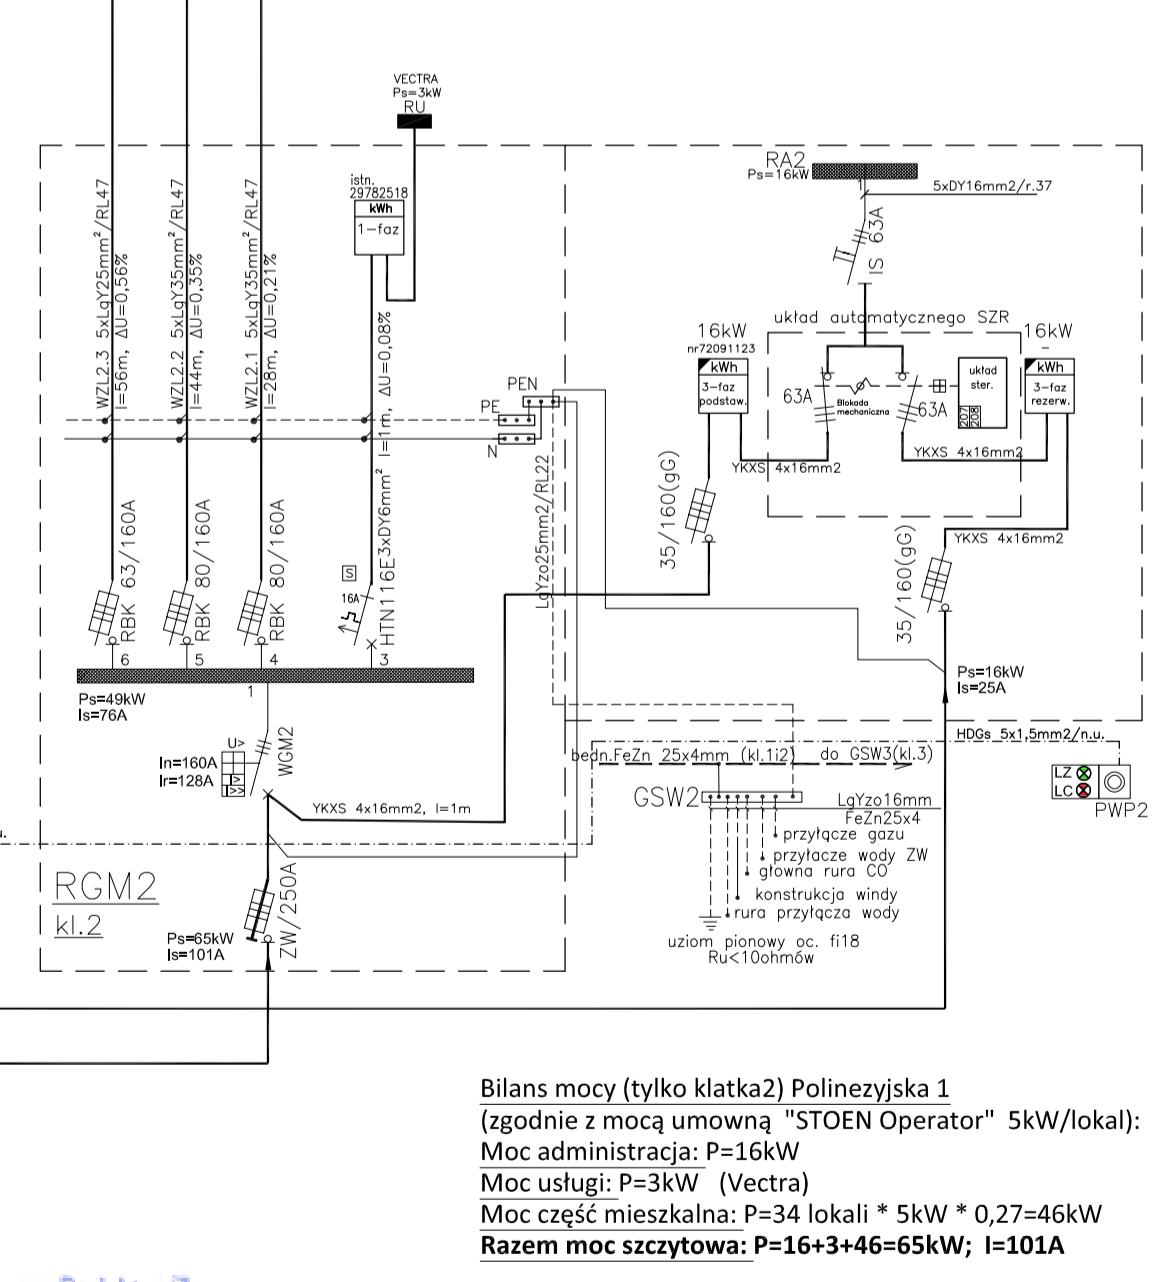 VECTRA
Ps=3kW
RU
istn.
29782518
kWh
1-faz
WZL2.3 5xLgY25mm²/RL47
l=56m, ΔU=0,56%
WZL2.2 5xLgY35mm²/RL47
l=44m, ΔU=0,35%
WZL2.1 5xLgY35mm²/RL47
l=28m, ΔU=0,21%
3xDY6mm² l=1m, ΔU=0,08%
PEN
PE
N
LgYzo25mm2/RL22
RBK 63/160A
RBK 80/160A
RBK 80/160A
S
16A
HTN116E
6
5
4
3
1
Ps=49kW
Is=76A
U>
In=160A
Ir=128A
I>
I>>
WGM2
YKXS 4x16mm2, l=1m
u.
RGM2
kl.2
ZW/250A
Ps=65kW
Is=101A
RA2
Ps=16kW
1
5xDY16mm2/r.37
IS 63A
układ automatycznego SZR
16kW
nr72091123
kWh
3-faz
podstaw.
63A
Blokada
mechaniczna
63A
układ
ster.
207
208
16kW
-
kWh
3-faz
rezerw.
YKXS 4x16mm2
YKXS 4x16mm2
YKXS 4x16mm2
35/160(gG)
35/160(gG)
Ps=16kW
Is=25A
HDGs 5x1,5mm2/n.u.
LZ
LC
PWP2
bedn.FeZn 25x4mm (kl.1i2) do GSW3(kl.3)
GSW2
LgYzo16mm
FeZn25x4
przyłącze gazu
przyłacze wody ZW
głowna rura CO
konstrukcja windy
rura przyłącza wody
uziom pionowy oc. fi18
Ru<10ohmów
Bilans mocy (tylko klatka2) Polinezyjska 1
(zgodnie z mocą umowną "STOEN Operator" 5kW/lokal):
Moc administracja: P=16kW
Moc usługi: P=3kW (Vectra)
Moc część mieszkalna: P=34 lokali * 5kW * 0,27=46kW
Razem moc szczytowa: P=16+3+46=65kW; I=101A